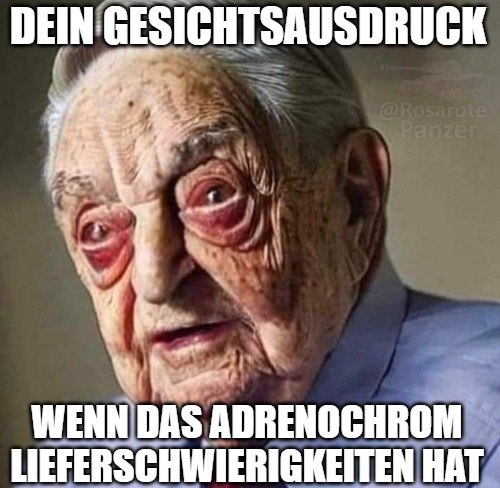 DEIN GESICHTSAUSDRUCK
@Rosarote
Panzer
WENN DAS ADRENOCHROM
LIEFERSCHWIERIGKEITEN HAT